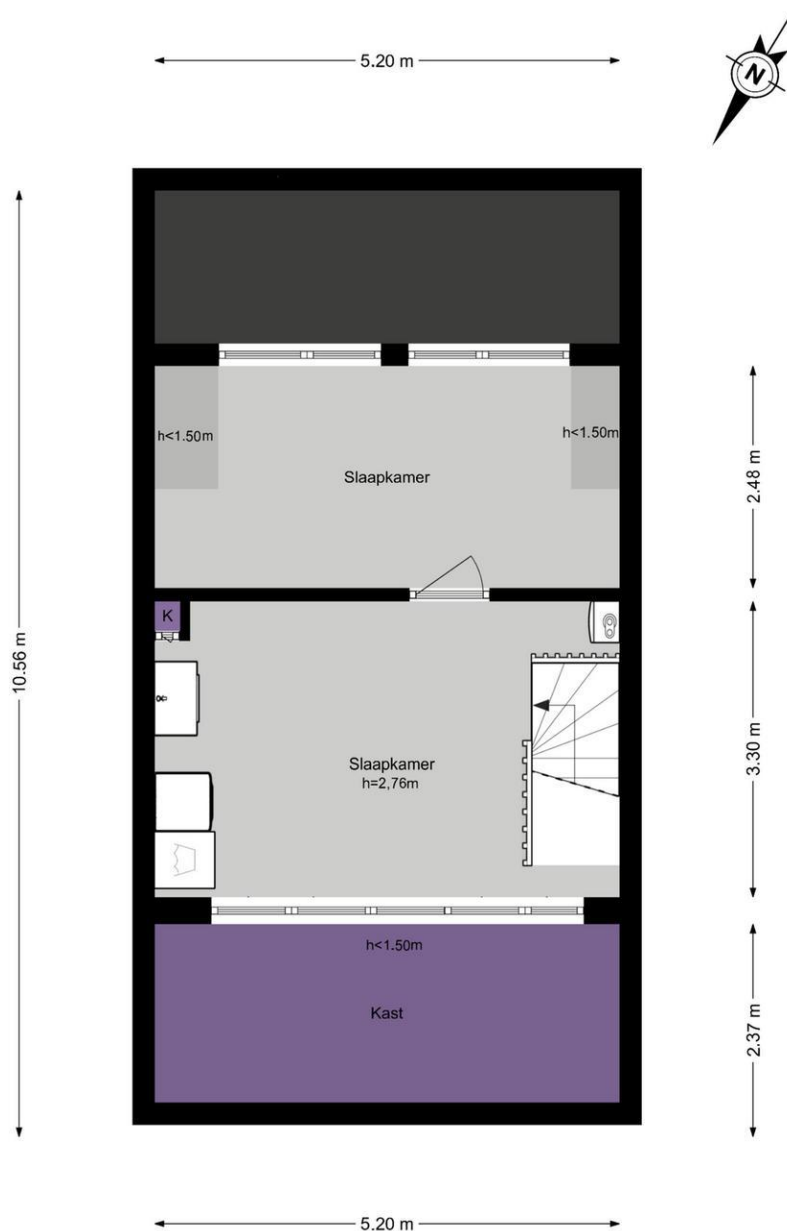 5.20 m
N
h<1.50m
h<1.50m
Slaapkamer
2.48 m
K
10.56 m
Slaapkamer
h=2,76m
3.30 m
h<1.50m
Kast
2.37 m
5.20 m